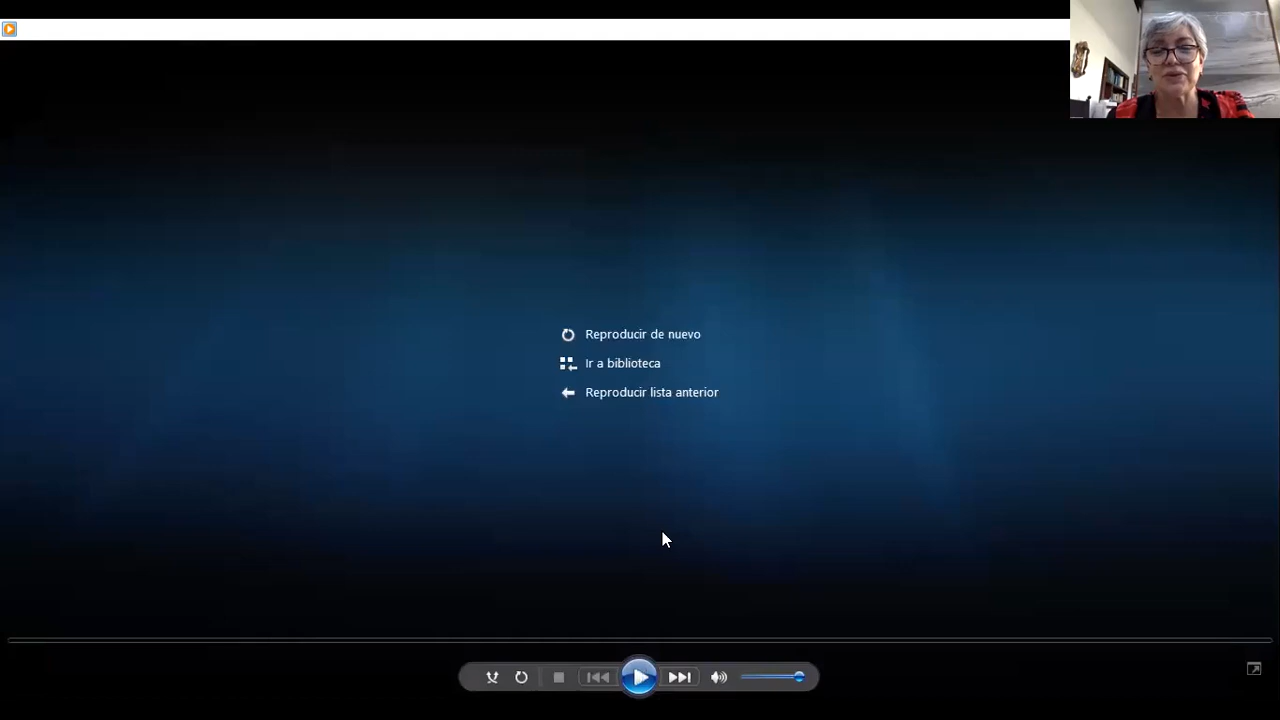 Reproducir de nuevo
Ir a biblioteca
Reproducir lista anterior